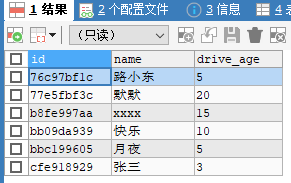 1 结果 2 个配置文件 3 信息 4 表
（只读）
id name drive_age
76c97bf1c 路小东 5
77e5fbf3c 默默 20
b8fe997aa xxxx 15
bb09da939 快乐 10
bbc199605 月夜 5
cfe918929 张三 3